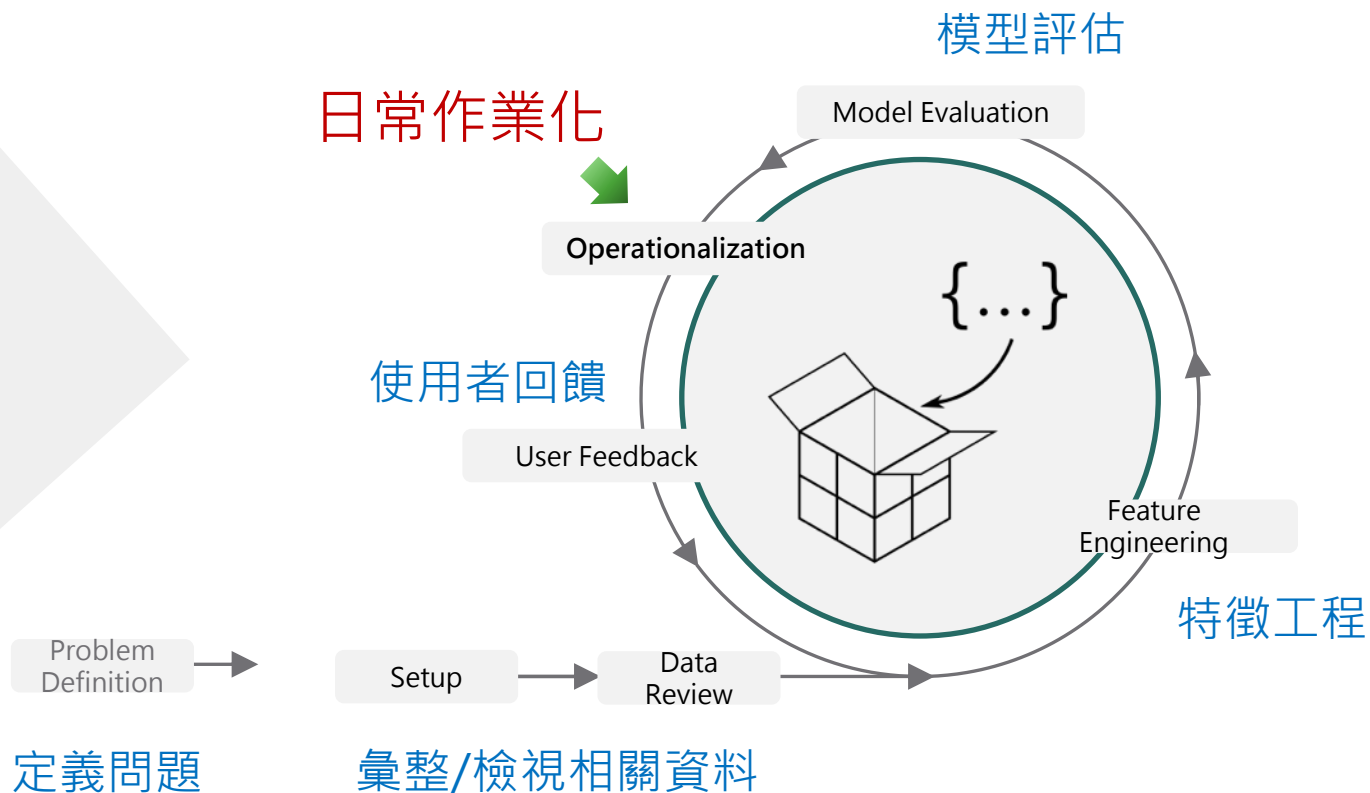 模型評估
Model Evaluation
日常作業化
Operationalization
{...}
使用者回饋
User Feedback
Feature
Engineering
特徵工程
Problem
Definition
Setup
Data
Review
定義問題
彙整/檢視相關資料